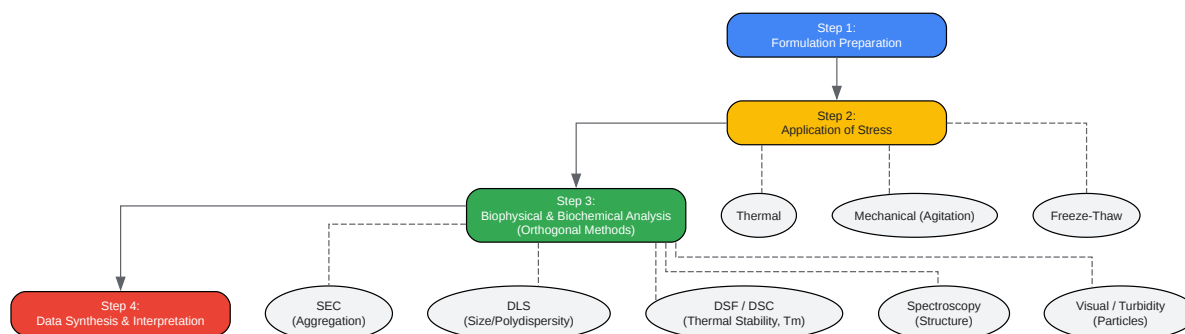 Step 1:
Formulation Preparation
Step 2:
Application of Stress
Step 3:
Biophysical & Biochemical Analysis
(Orthogonal Methods)
Thermal
Mechanical (Agitation)
Freeze-Thaw
Step 4:
Data Synthesis & Interpretation
SEC
(Aggregation)
DLS
(Size/Polydispersity)
DSF / DSC
(Thermal Stability, Tm)
Spectroscopy
(Structure)
Visual / Turbidity
(Particles)